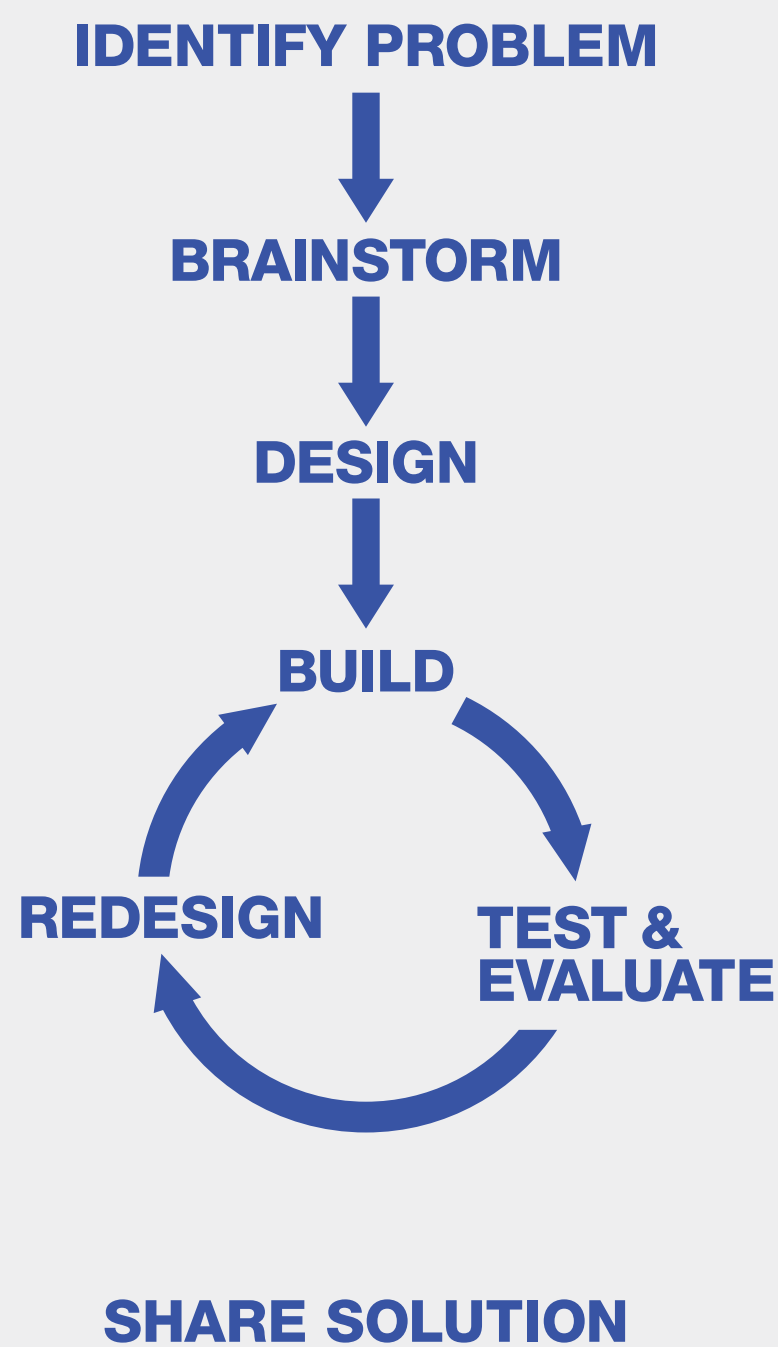 IDENTIFY PROBLEM
BRAINSTORM
DESIGN
BUILD
REDESIGN
TEST &
EVALUATE
SHARE SOLUTION